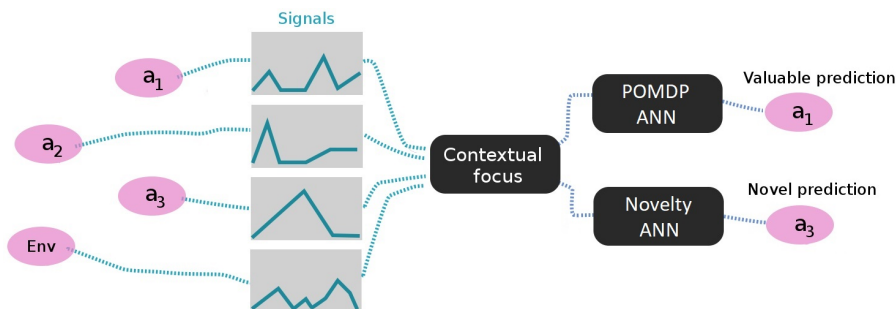 Signals
a1
a2
a3
Env
Contextual
focus
POMDP
ANN
Valuable prediction
a1
Novelty
ANN
Novel prediction
a3